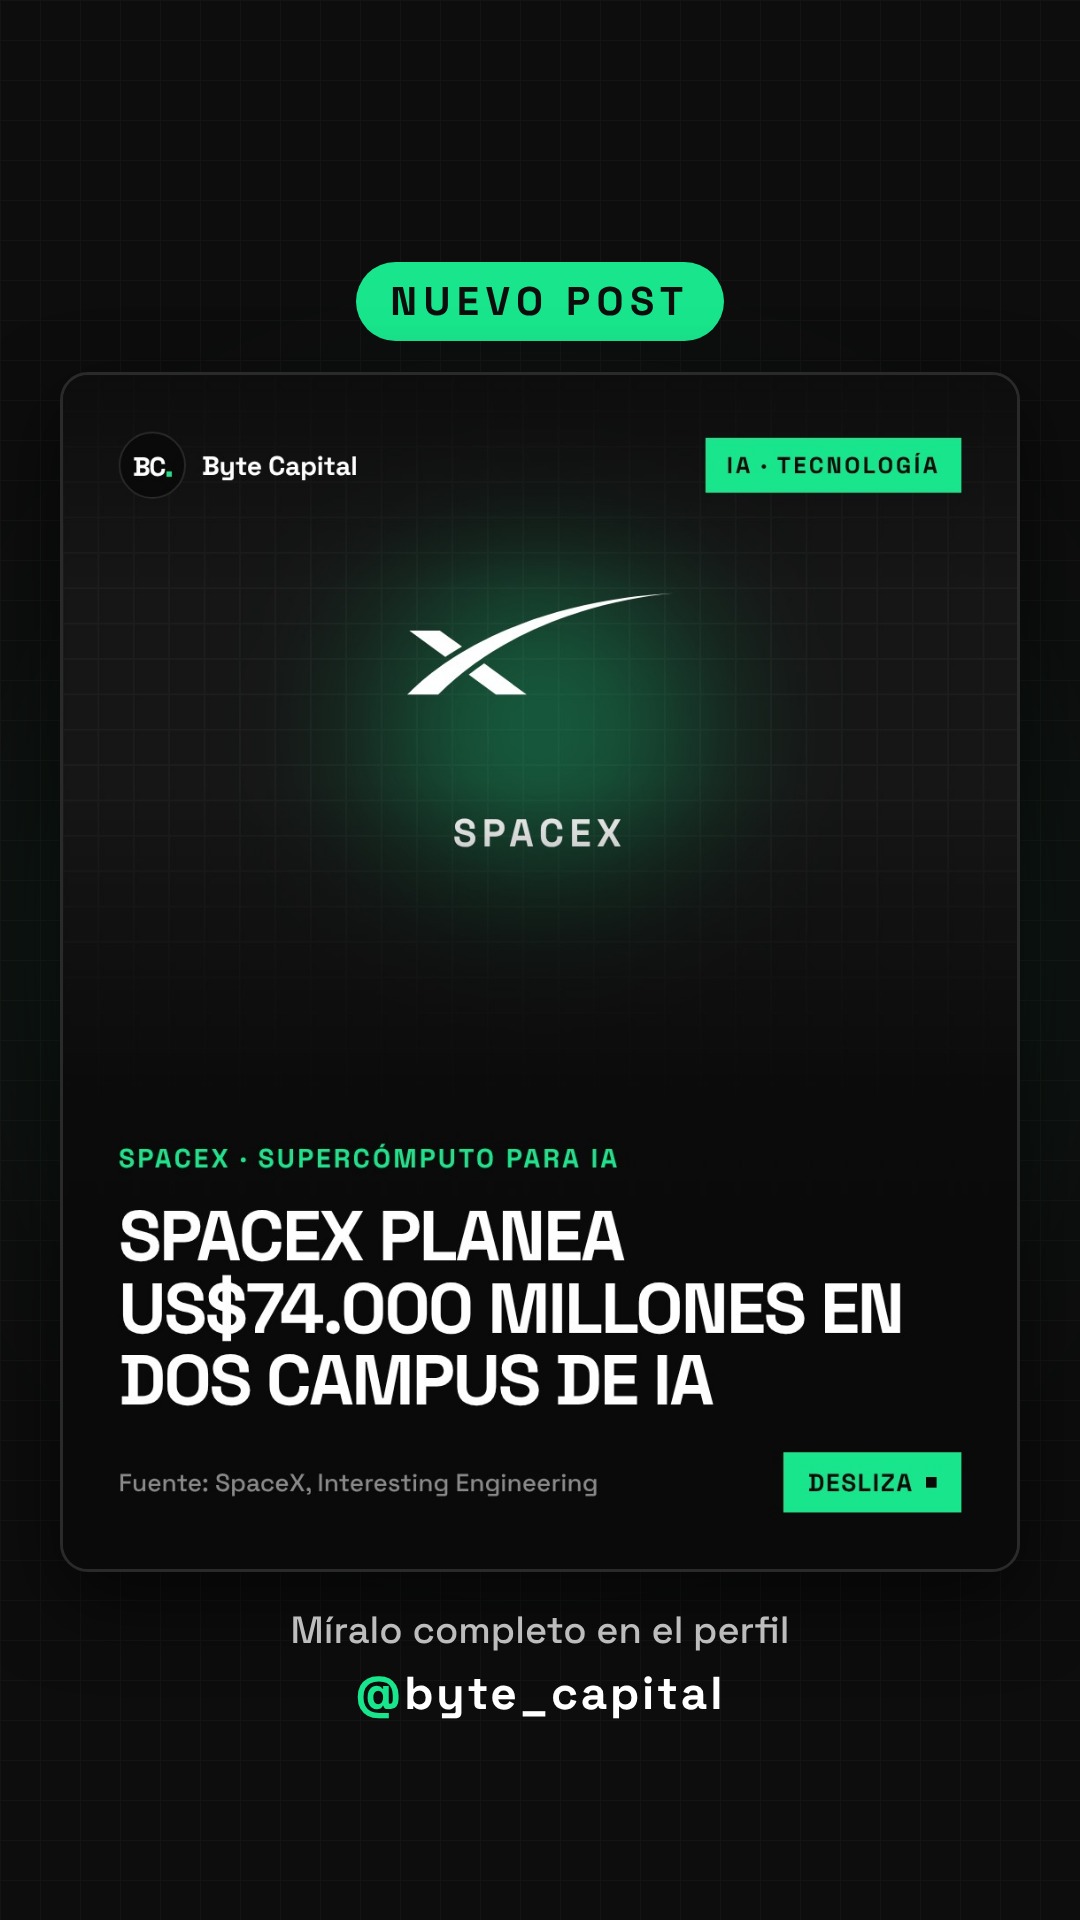 NUEVO POST
BC. Byte Capital
IA · TECNOLOGÍA
SPACEX
SPACEX · SUPERCÓMPUTO PARA IA
SPACEX PLANEA
US$74.000 MILLONES EN
DOS CAMPUS DE IA
Fuente: SpaceX, Interesting Engineering
DESLIZA
Míralo completo en el perfil
@byte_capital